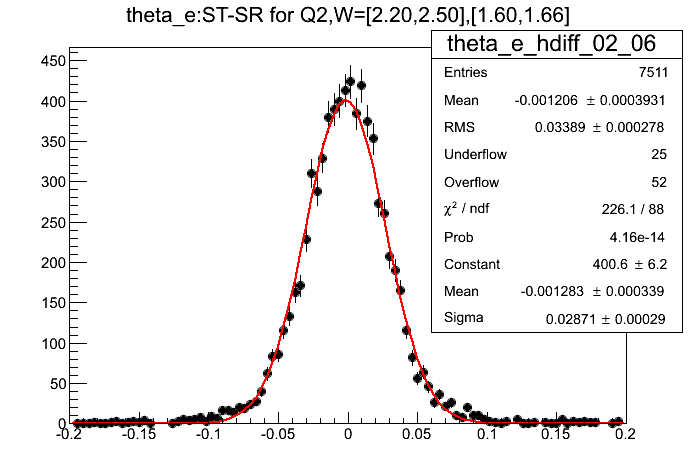 theta_e:ST-SR for Q2,W=[2.20,2.50],[1.60,1.66]
theta_e_hdiff_02_06
Entries 7511
Mean -0.001206 ± 0.0003931
RMS 0.03389 ± 0.000278
Underflow 25
Overflow 52
χ² / ndf 226.1 / 88
Prob 4.16e-14
Constant 400.6 ± 6.2
Mean -0.001283 ± 0.000339
Sigma 0.02871 ± 0.00029
450
400
350
300
250
200
150
100
50
0
-0.2 -0.15 -0.1 -0.05 0 0.05 0.1 0.15 0.2